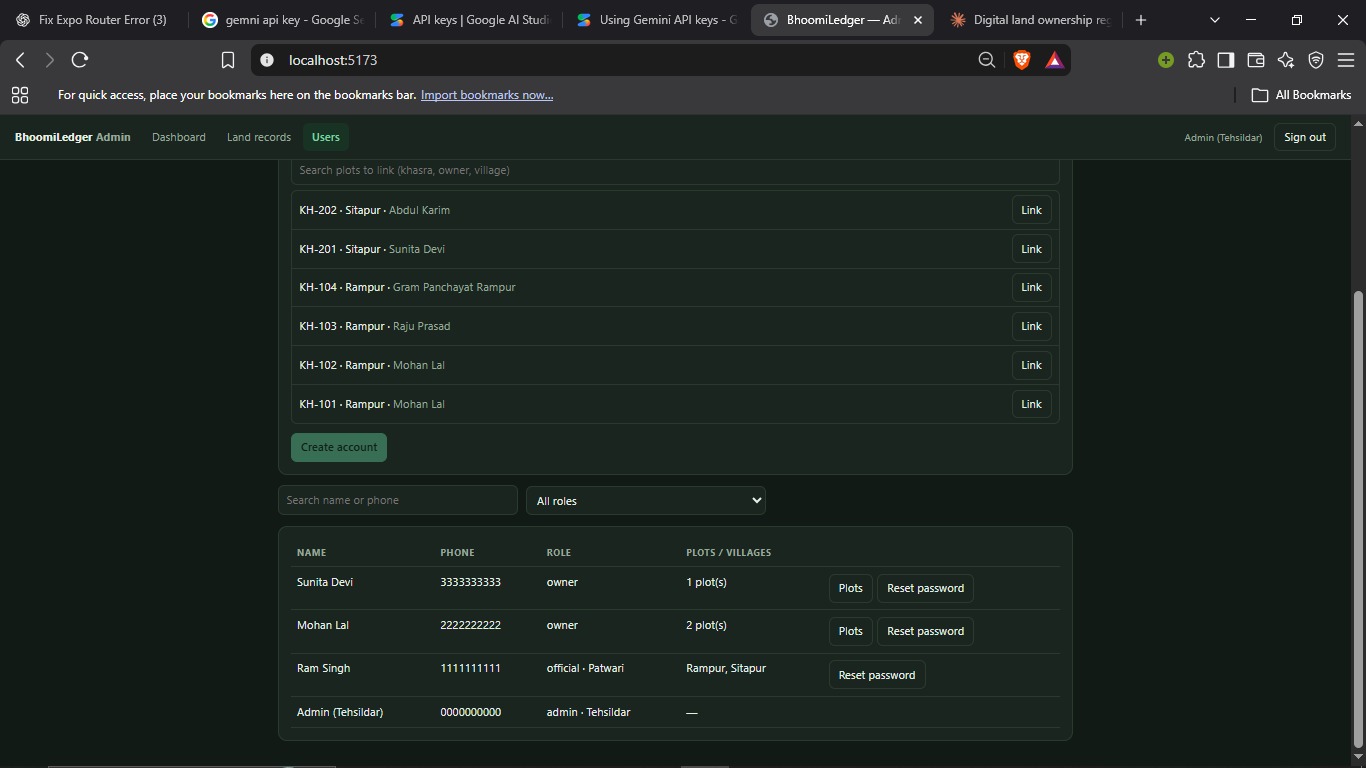 Fix Expo Router Error (3)
gemni api key - Google Se
API keys | Google AI Studi
Using Gemini API keys - G
BhoomiLedger — Adr
Digital land ownership re
localhost:5173
For quick access, place your bookmarks here on the bookmarks bar. Import bookmarks now...
All Bookmarks
BhoomiLedger Admin
Dashboard
Land records
Users
Admin (Tehsildar)
Sign out
Search plots to link (khasra, owner, village)
KH-202 · Sitapur · Abdul Karim Link
KH-201 · Sitapur · Sunita Devi Link
KH-104 · Rampur · Gram Panchayat Rampur Link
KH-103 · Rampur · Raju Prasad Link
KH-102 · Rampur · Mohan Lal Link
KH-101 · Rampur · Mohan Lal Link
Create account
Search name or phone
All roles
NAME PHONE ROLE PLOTS / VILLAGES
Sunita Devi 3333333333 owner 1 plot(s) Plots Reset password
Mohan Lal 2222222222 owner 2 plot(s) Plots Reset password
Ram Singh 1111111111 official · Patwari Rampur, Sitapur Reset password
Admin (Tehsildar) 0000000000 admin · Tehsildar —